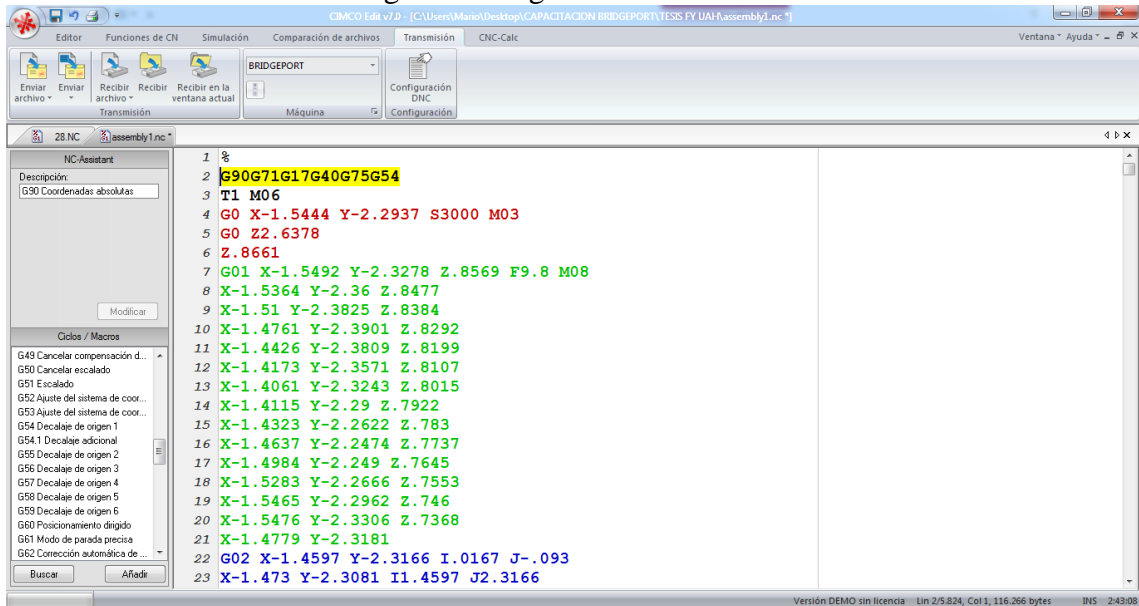 CIMCO Edit v7.0 - [C:\Users\Mario\Desktop\CAPACITACION BRIDGEPORT\TESIS FY UAH\assembly1.nc *]
Editor Funciones de CN Simulación Comparación de archivos Transmisión CNC-Calc Ventana Ayuda
Enviar archivo Enviar Recibir archivo Recibir Recibir en la ventana actual BRIDGEPORT Configuración DNC
Transmisión Máquina Configuración
28.NC assembly1.nc *
NC-Assistant
Descripción:
G90 Coordenadas absolutas
Modificar
Ciclos / Macros
G49 Cancelar compensación d...
G50 Cancelar escalado
G51 Escalado
G52 Ajuste del sistema de coor...
G53 Ajuste del sistema de coor...
G54 Decalaje de origen 1
G54.1 Decalaje adicional
G55 Decalaje de origen 2
G56 Decalaje de origen 3
G57 Decalaje de origen 4
G58 Decalaje de origen 5
G59 Decalaje de origen 6
G60 Posicionamiento dirigido
G61 Modo de parada precisa
G62 Corrección automática de ...
Buscar Añadir
1 %
2 G90G71G17G40G75G54
3 T1 M06
4 G0 X-1.5444 Y-2.2937 S3000 M03
5 G0 Z2.6378
6 Z.8661
7 G01 X-1.5492 Y-2.3278 Z.8569 F9.8 M08
8 X-1.5364 Y-2.36 Z.8477
9 X-1.51 Y-2.3825 Z.8384
10 X-1.4761 Y-2.3901 Z.8292
11 X-1.4426 Y-2.3809 Z.8199
12 X-1.4173 Y-2.3571 Z.8107
13 X-1.4061 Y-2.3243 Z.8015
14 X-1.4115 Y-2.29 Z.7922
15 X-1.4323 Y-2.2622 Z.783
16 X-1.4637 Y-2.2474 Z.7737
17 X-1.4984 Y-2.249 Z.7645
18 X-1.5283 Y-2.2666 Z.7553
19 X-1.5465 Y-2.2962 Z.746
20 X-1.5476 Y-2.3306 Z.7368
21 X-1.4779 Y-2.3181
22 G02 X-1.4597 Y-2.3166 I.0167 J-.093
23 X-1.473 Y-2.3081 I1.4597 J2.3166
Versión DEMO sin licencia Lin 2/5.824, Col 1, 116.266 bytes INS 2:43:08